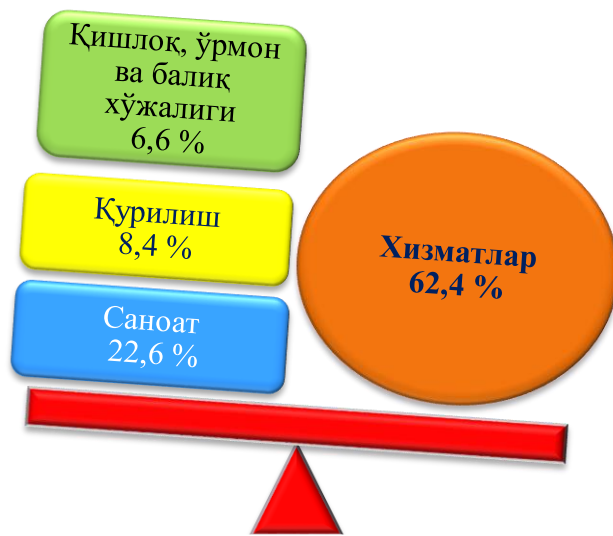 Қишлоқ, ўрмон
ва балиқ
хўжалиги
6,6 %
Қурилиш
8,4 %
Саноат
22,6 %
Хизматлар
62,4 %